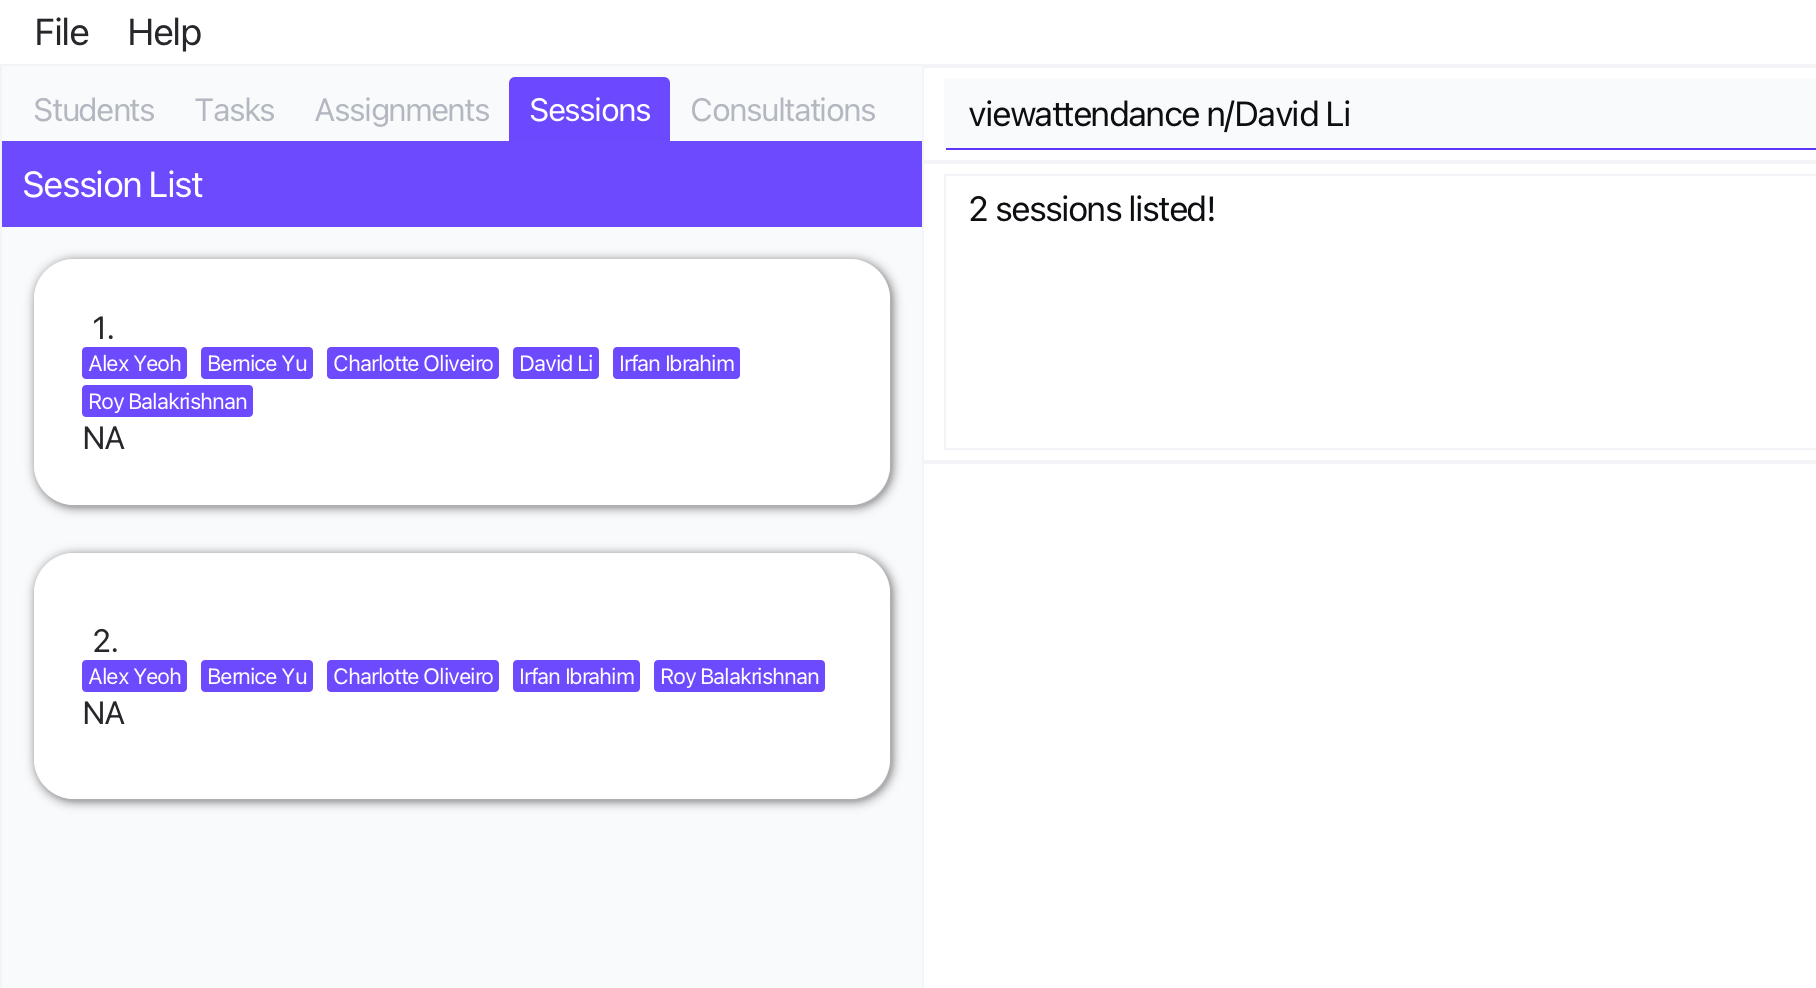 File Help
Students Tasks Assignments Sessions Consultations
Session List
1.
Alex Yeoh Bernice Yu Charlotte Oliveiro David Li Irfan Ibrahim
Roy Balakrishnan
NA
2.
Alex Yeoh Bernice Yu Charlotte Oliveiro Irfan Ibrahim Roy Balakrishnan
NA
viewattendance n/David Li
2 sessions listed!